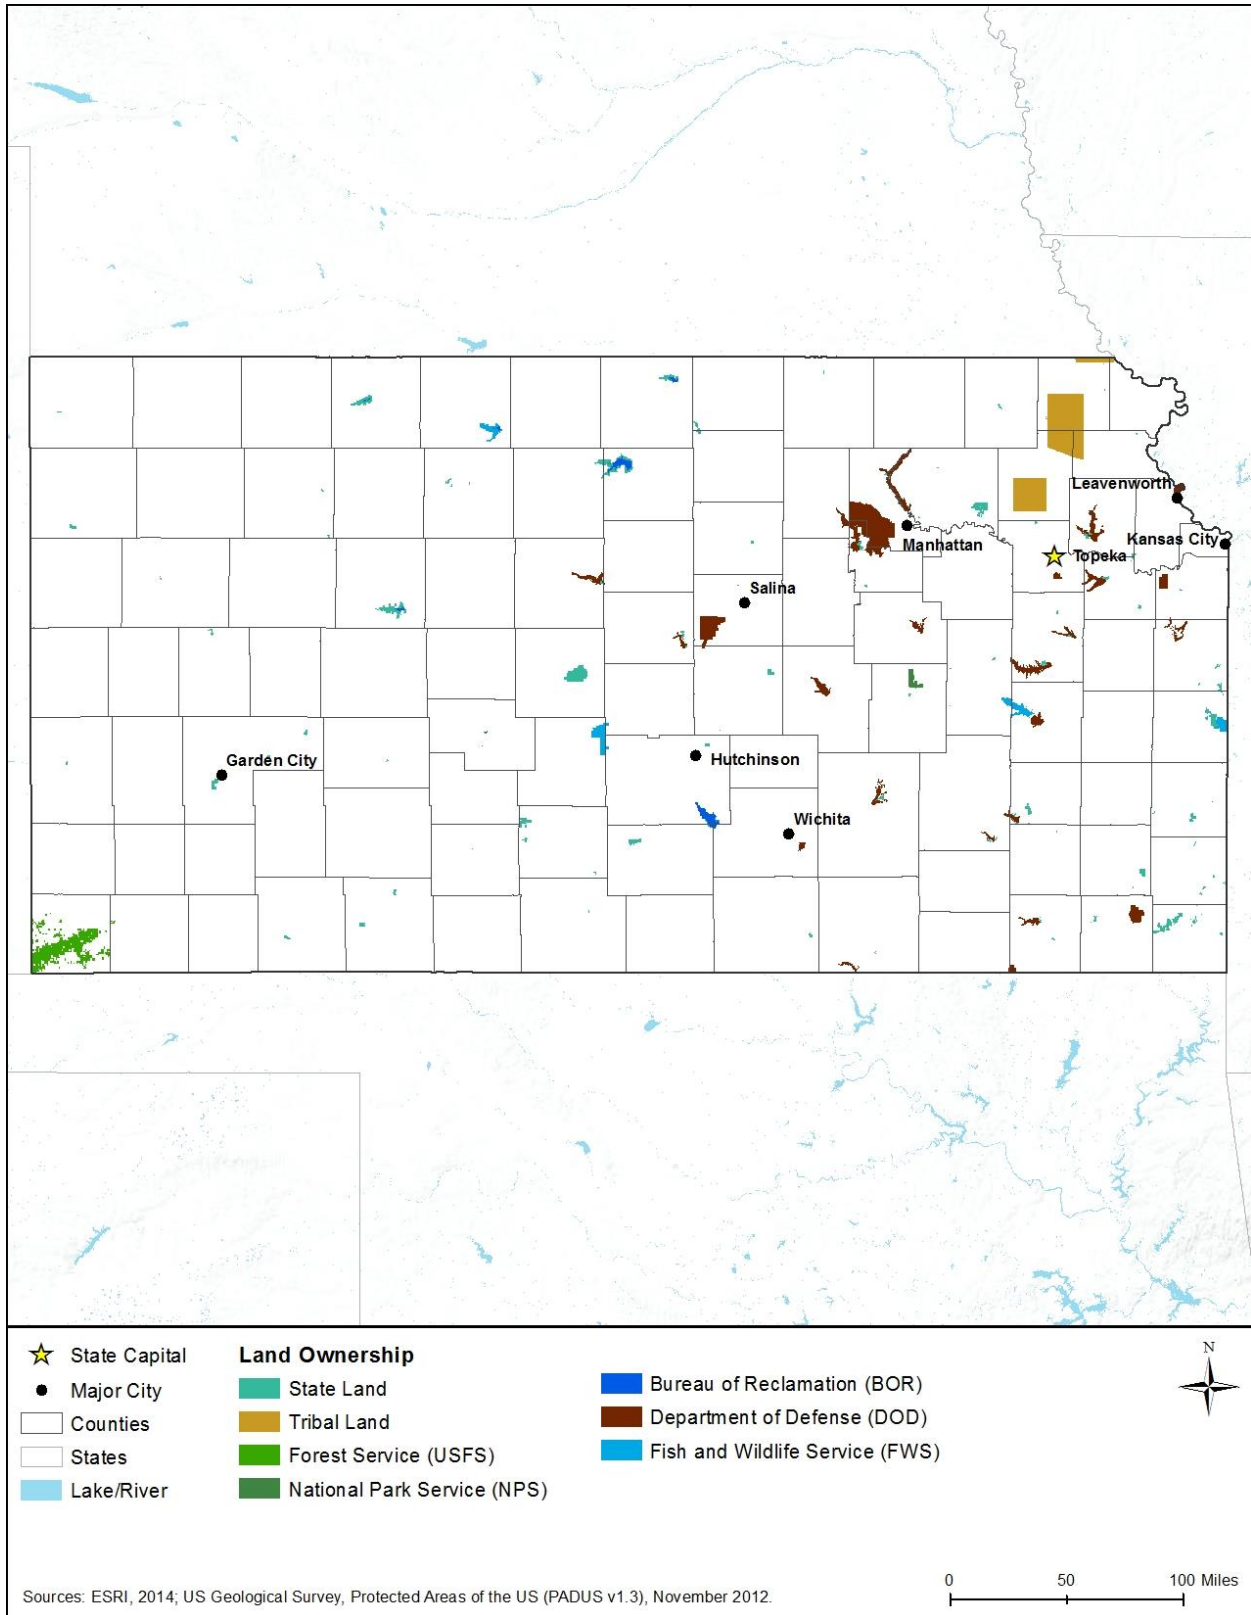 Leavenworth
Kansas City
Manhattan
Topeka
Salina
Garden City
Hutchinson
Wichita
State Capital
Major City
Counties
States
Lake/River
Land Ownership
State Land
Tribal Land
Forest Service (USFS)
National Park Service (NPS)
Bureau of Reclamation (BOR)
Department of Defense (DOD)
Fish and Wildlife Service (FWS)
N
Sources: ESRI, 2014; US Geological Survey, Protected Areas of the US (PADUS v1.3), November 2012.
0 50 100 Miles